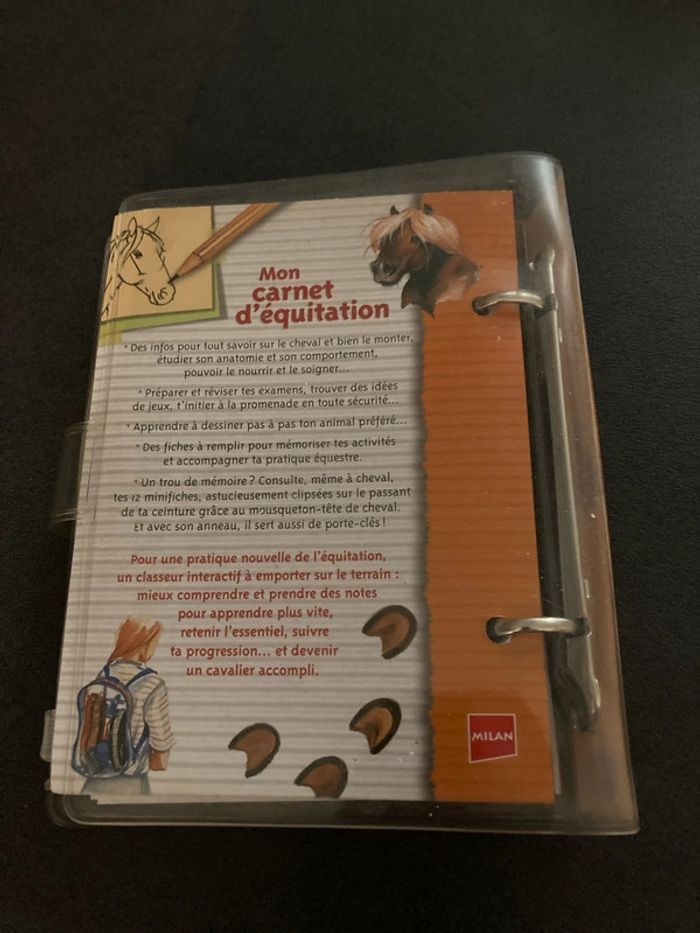 Mon
carnet
d'équitation
• Des infos pour tout savoir sur le cheval et bien le monter,
étudier son anatomie et son comportement,
pouvoir le nourrir et le soigner...
• Préparer et réviser tes examens, trouver des idées
de jeux, t'initier à la promenade en toute sécurité...
• Apprendre à dessiner pas à pas ton animal préféré...
• Des fiches à remplir pour mémoriser tes activités
et accompagner ta pratique équestre.
• Un trou de mémoire ? Consulte, même à cheval,
tes 12 minifiches, astucieusement clipsées sur le passant
de ta ceinture grâce au mousqueton-tête de cheval.
Et avec son anneau, il sert aussi de porte-clés !
Pour une pratique nouvelle de l'équitation,
un classeur interactif à emporter sur le terrain :
mieux comprendre et prendre des notes
pour apprendre plus vite,
retenir l'essentiel, suivre
ta progression... et devenir
un cavalier accompli.
MILAN